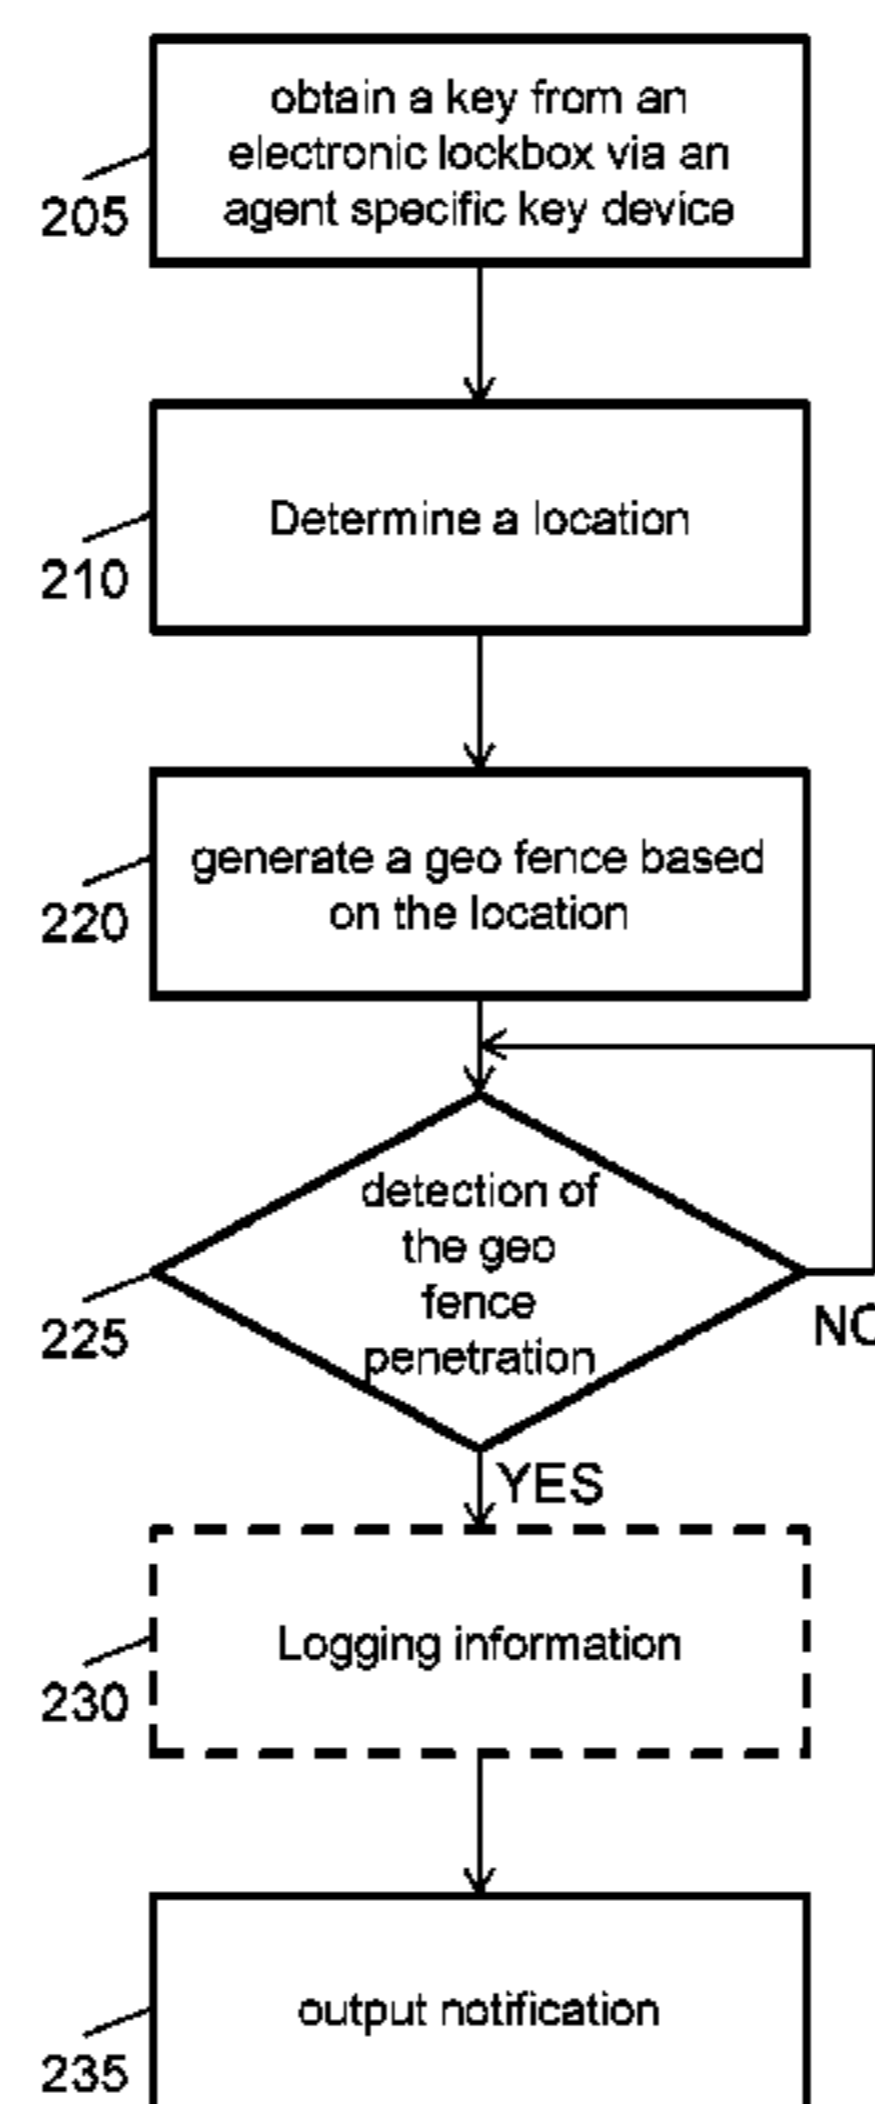 obtain a key from an
electronic lockbox via an
agent specific key device
205
Determine a location
210
generate a geo fence based
on the location
220
detection of
the geo
fence
penetration
225
NO
YES
Logging information
230
output notification
235